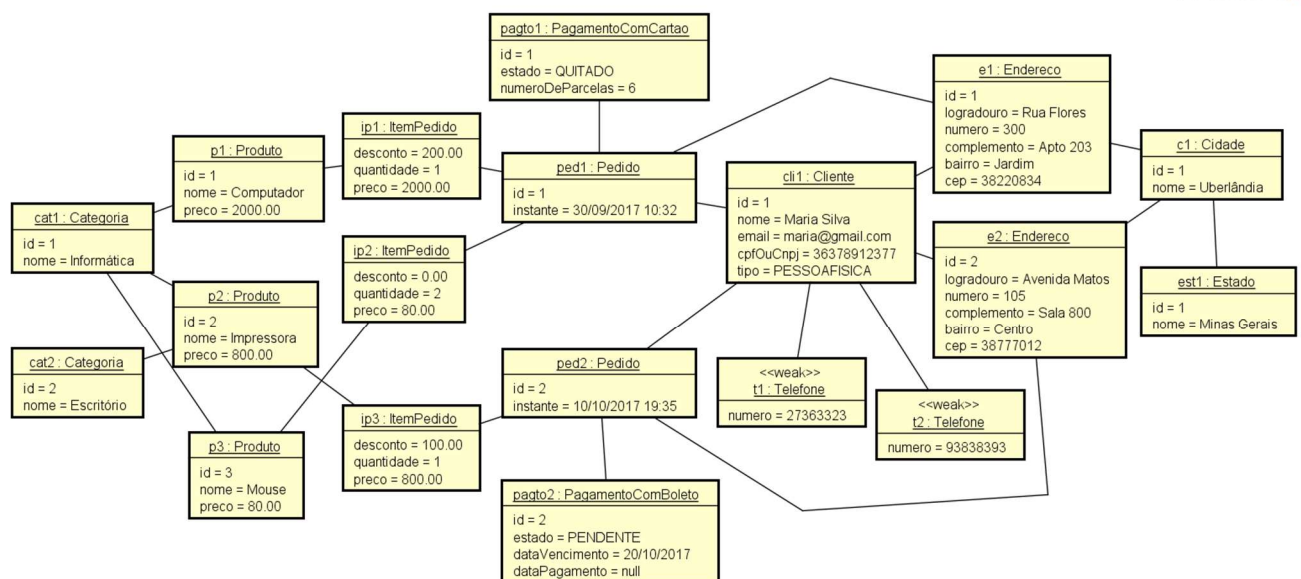 pagto1 : PagamentoComCartao
id = 1
estado = QUITADO
numeroDeParcelas = 6
e1 : Endereco
id = 1
logradouro = Rua Flores
numero = 300
complemento = Apto 203
bairro = Jardim
cep = 38220834
ip1 : ItemPedido
desconto = 200.00
quantidade = 1
preco = 2000.00
p1 : Produto
id = 1
nome = Computador
preco = 2000.00
ped1 : Pedido
id = 1
instante = 30/09/2017 10:32
cli1 : Cliente
id = 1
nome = Maria Silva
email = maria@gmail.com
cpfOuCnpj = 36378912377
tipo = PESSOAFISICA
c1 : Cidade
id = 1
nome = Uberlândia
cat1 : Categoria
id = 1
nome = Informática
ip2 : ItemPedido
desconto = 0.00
quantidade = 2
preco = 80.00
e2 : Endereco
id = 2
logradouro = Avenida Matos
numero = 105
complemento = Sala 800
bairro = Centro
cep = 38777012
est1 : Estado
id = 1
nome = Minas Gerais
p2 : Produto
id = 2
nome = Impressora
preco = 800.00
cat2 : Categoria
id = 2
nome = Escritório
ped2 : Pedido
id = 2
instante = 10/10/2017 19:35
<<weak>>
t1 : Telefone
numero = 27363323
<<weak>>
t2 : Telefone
numero = 93838393
ip3 : ItemPedido
desconto = 100.00
quantidade = 1
preco = 800.00
p3 : Produto
id = 3
nome = Mouse
preco = 80.00
pagto2 : PagamentoComBoleto
id = 2
estado = PENDENTE
dataVencimento = 20/10/2017
dataPagamento = null